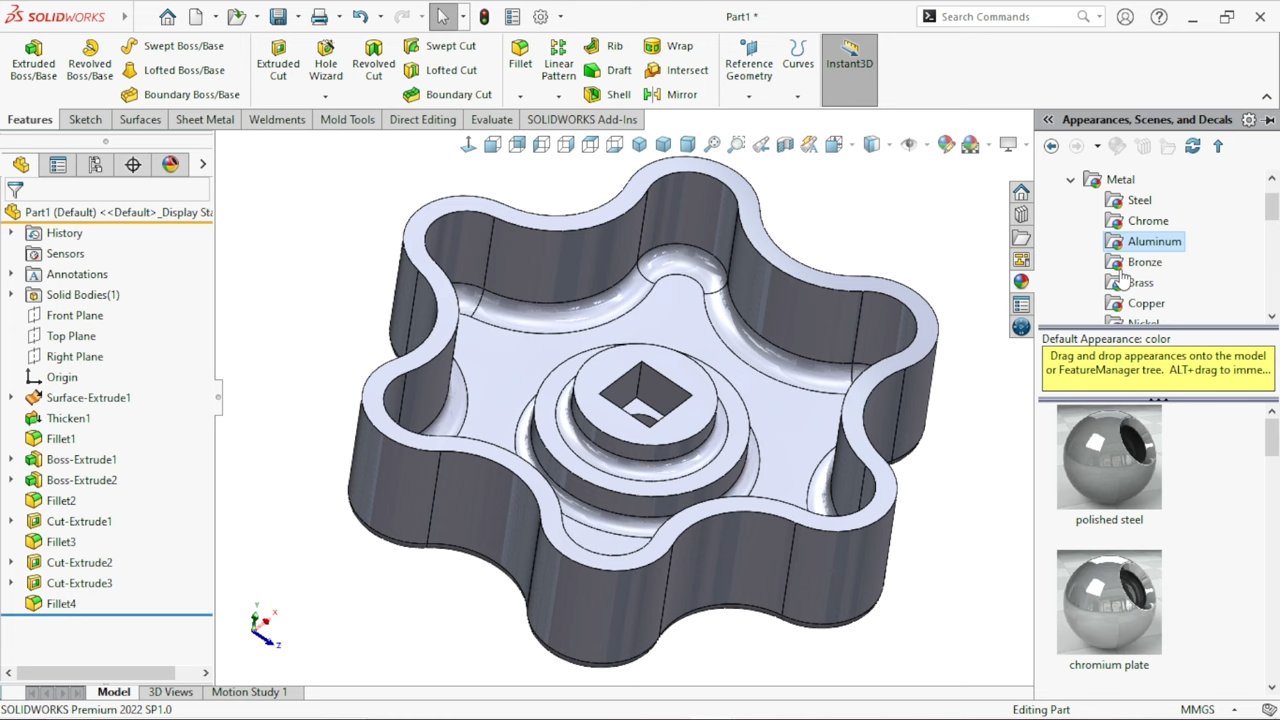 SOLIDWORKS
Part1 *
Search Commands
Extruded Boss/Base
Revolved Boss/Base
Swept Boss/Base
Lofted Boss/Base
Boundary Boss/Base
Extruded Cut
Hole Wizard
Revolved Cut
Swept Cut
Lofted Cut
Boundary Cut
Fillet
Linear Pattern
Rib
Draft
Shell
Wrap
Intersect
Mirror
Reference Geometry
Curves
Instant3D
Features
Sketch
Surfaces
Sheet Metal
Weldments
Mold Tools
Direct Editing
Evaluate
SOLIDWORKS Add-Ins
Part1 (Default) <<Default>_Display Sta
History
Sensors
Annotations
Solid Bodies(1)
Front Plane
Top Plane
Right Plane
Origin
Surface-Extrude1
Thicken1
Fillet1
Boss-Extrude1
Boss-Extrude2
Fillet2
Cut-Extrude1
Fillet3
Cut-Extrude2
Cut-Extrude3
Fillet4
Y
X
Z
Appearances, Scenes, and Decals
Metal
Steel
Chrome
Aluminum
Bronze
Brass
Copper
Nickel
Default Appearance: color
Drag and drop appearances onto the model
or FeatureManager tree. ALT+drag to imme...
polished steel
chromium plate
Model
3D Views
Motion Study 1
SOLIDWORKS Premium 2022 SP1.0
Editing Part
MMGS